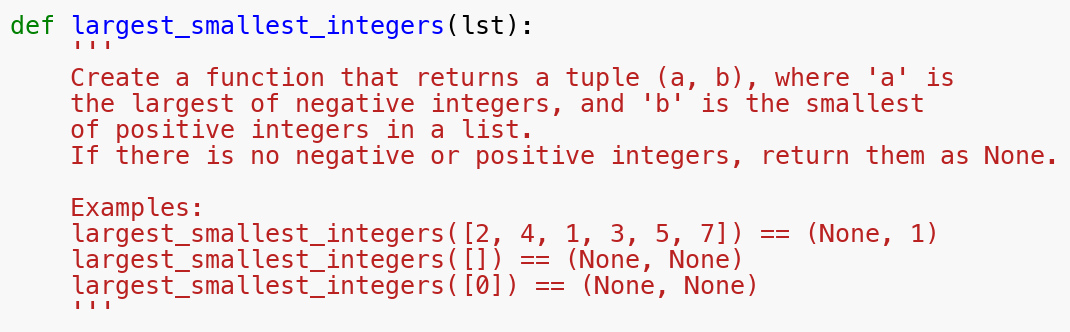 def largest_smallest_integers(lst):
    '''
    Create a function that returns a tuple (a, b), where 'a' is
    the largest of negative integers, and 'b' is the smallest
    of positive integers in a list.
    If there is no negative or positive integers, return them as None.

    Examples:
    largest_smallest_integers([2, 4, 1, 3, 5, 7]) == (None, 1)
    largest_smallest_integers([]) == (None, None)
    largest_smallest_integers([0]) == (None, None)
    '''